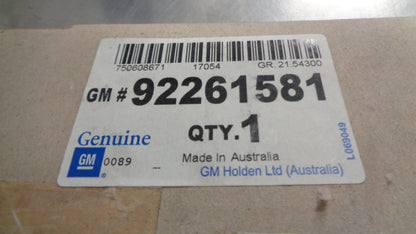 750608671 17054 GR. 21.54300
GM # 92261581
QTY.1
Genuine
GM
®
0089
Made In Australia
GM Holden Ltd (Australia)
L069049